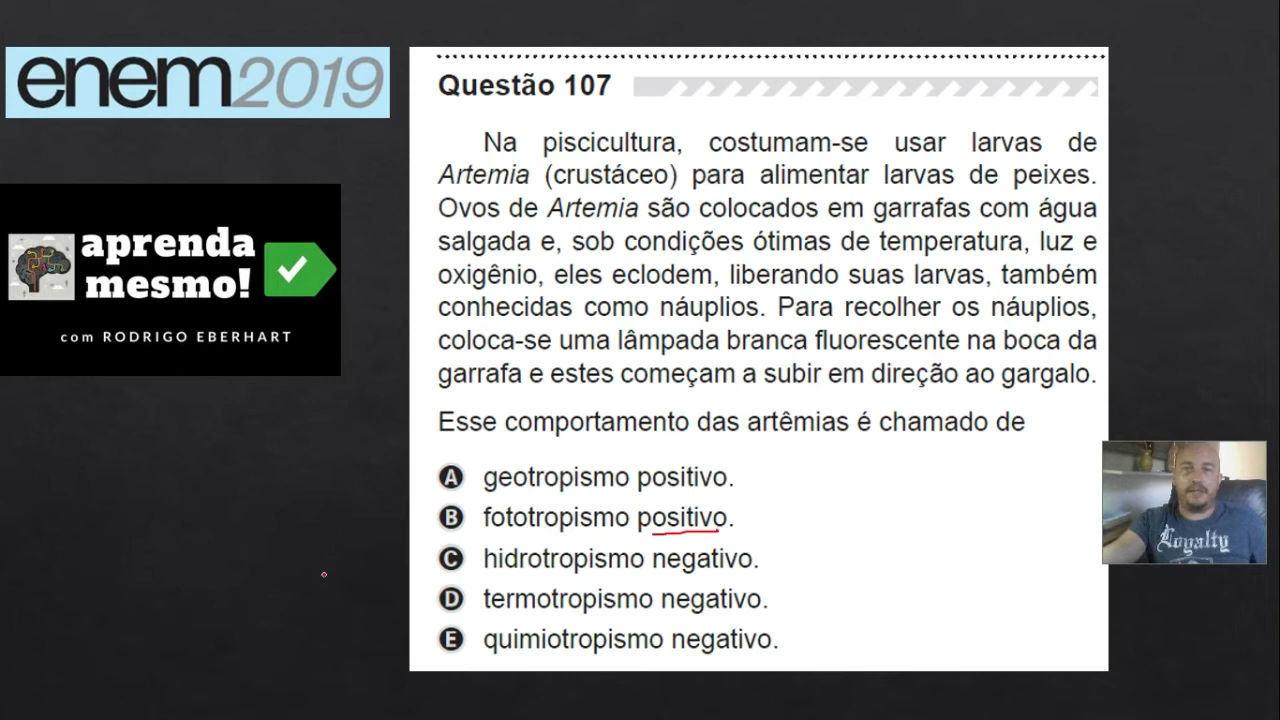 enem2019
aprenda
mesmo!
com RODRIGO EBERHART
Questão 107
Na piscicultura, costumam-se usar larvas de
Artemia (crustáceo) para alimentar larvas de peixes.
Ovos de Artemia são colocados em garrafas com água
salgada e, sob condições ótimas de temperatura, luz e
oxigênio, eles eclodem, liberando suas larvas, também
conhecidas como náuplios. Para recolher os náuplios,
coloca-se uma lâmpada branca fluorescente na boca da
garrafa e estes começam a subir em direção ao gargalo.
Esse comportamento das artêmias é chamado de
A geotropismo positivo.
B fototropismo positivo.
C hidrotropismo negativo.
D termotropismo negativo.
E quimiotropismo negativo.
Loyalty